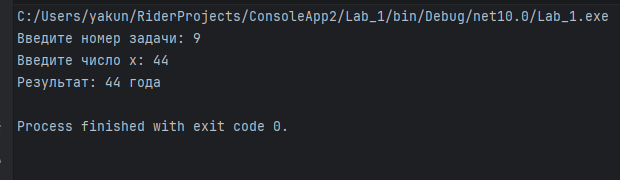 C:/Users/yakun/RiderProjects/ConsoleApp2/Lab_1/bin/Debug/net10.0/Lab_1.exe
Введите номер задачи: 9
Введите число x: 44
Результат: 44 года
Process finished with exit code 0.